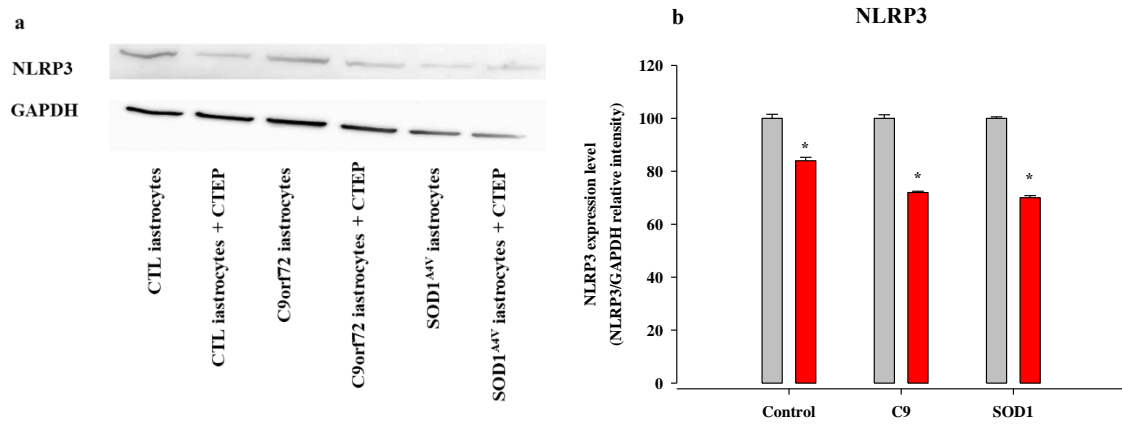 a
NLRP3
GAPDH
CTL iastrocytes
CTL iastrocytes + CTEP
C9orf72 iastrocytes
C9orf72 iastrocytes + CTEP
SOD1ᴬ⁴ⱽ iastrocytes
SOD1ᴬ⁴ⱽ iastrocytes + CTEP
b
NLRP3
NLRP3 expression level
(NLRP3/GAPDH relative intensity)
120
100
80
60
40
20
0
*
*
*
Control
C9
SOD1